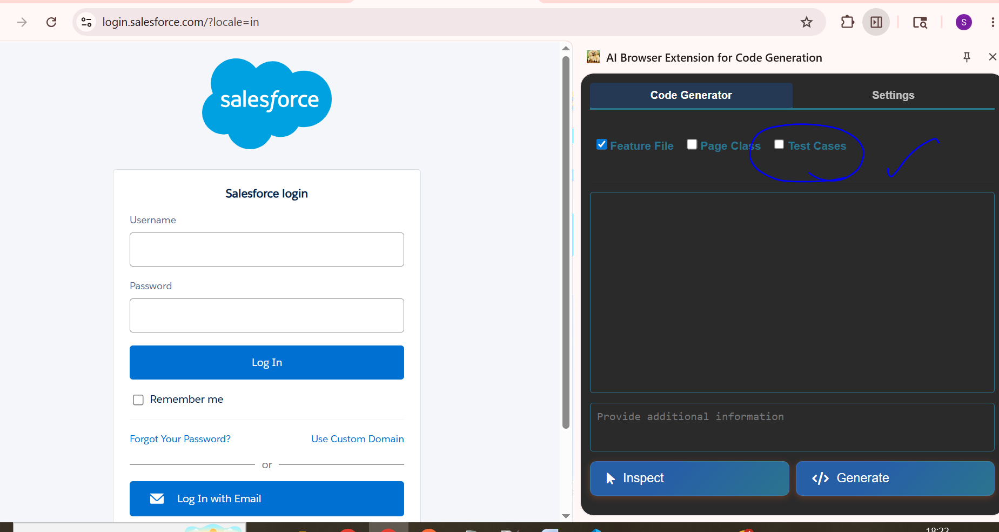 login.salesforce.com/?locale=in
S
AI Browser Extension for Code Generation
salesforce
Salesforce login
Username
Password
Log In
Remember me
Forgot Your Password?
Use Custom Domain
or
Log In with Email
Code Generator
Settings
Feature File
Page Class
Test Cases
Provide additional information
Inspect
</> Generate
18:22